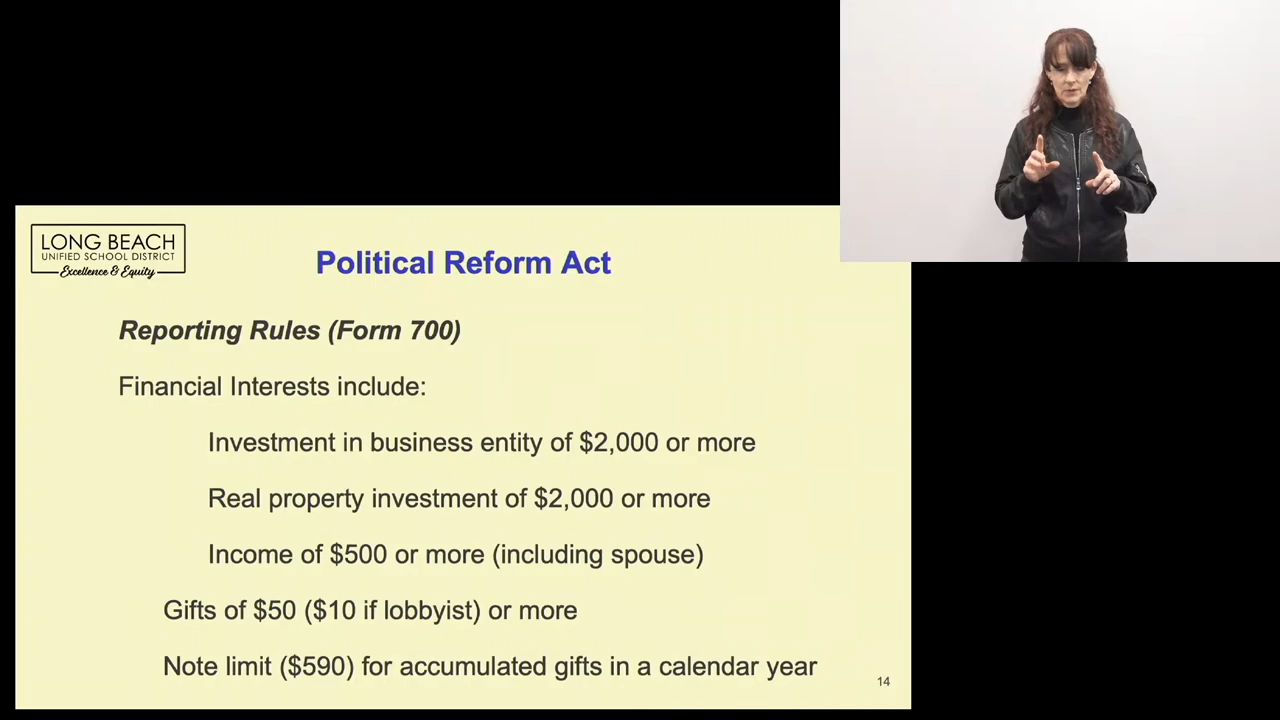 LONG BEACH
UNIFIED SCHOOL DISTRICT
Excellence & Equity
Political Reform Act
Reporting Rules (Form 700)
Financial Interests include:
Investment in business entity of $2,000 or more
Real property investment of $2,000 or more
Income of $500 or more (including spouse)
Gifts of $50 ($10 if lobbyist) or more
Note limit ($590) for accumulated gifts in a calendar year
14